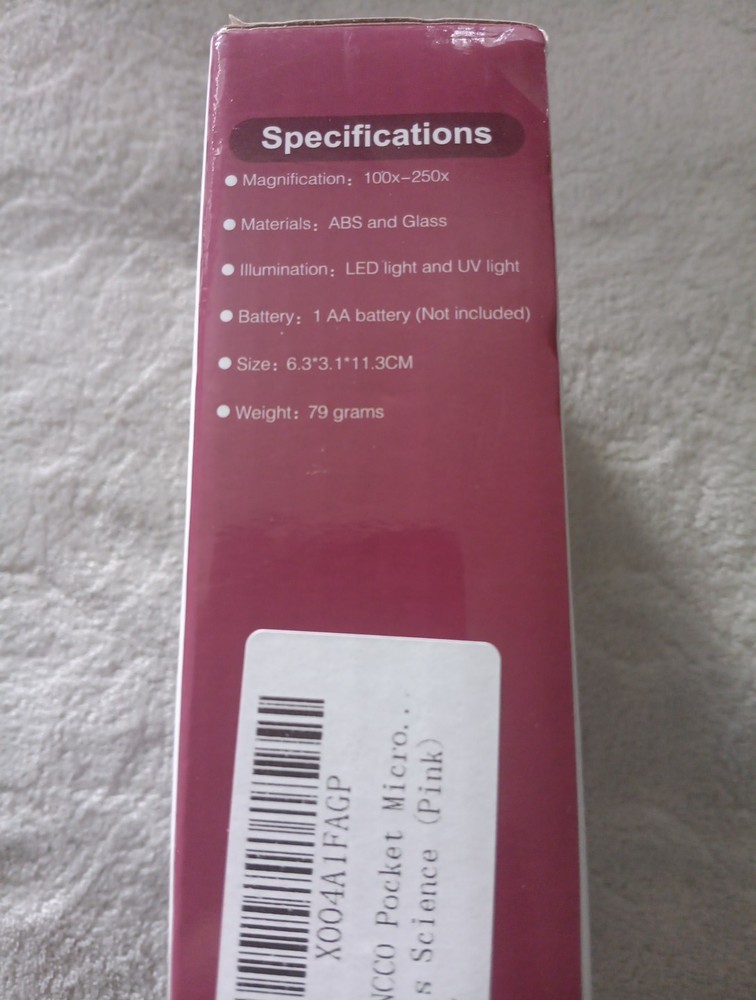 Specifications
● Magnification: 100x-250x
● Materials: ABS and Glass
● Illumination: LED light and UV light
● Battery: 1 AA battery (Not included)
● Size: 6.3*3.1*11.3CM
● Weight: 79 grams
X004A1FAGP
NCCO Pocket Micro...
s Science (Pink)